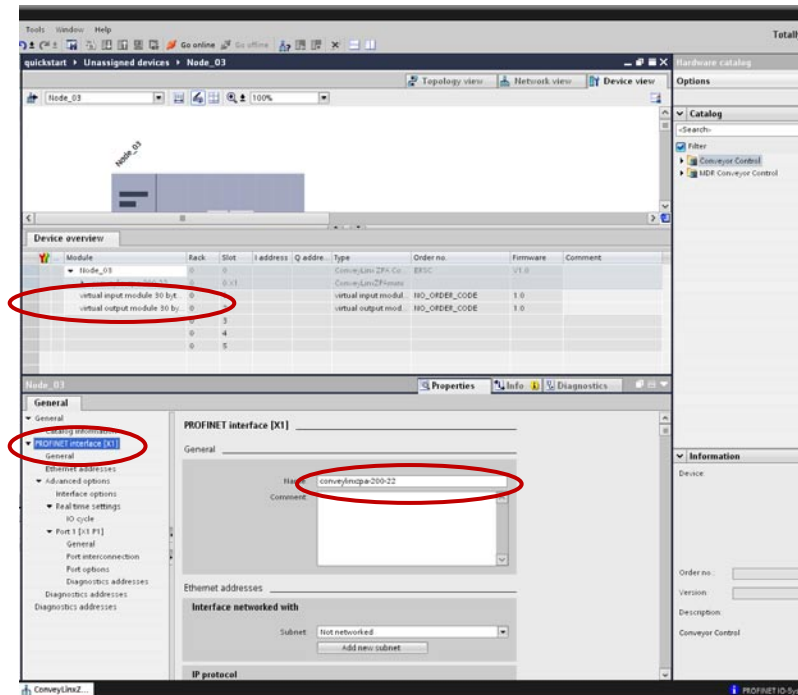 Tools Window Help
Totall
Go online Go offline
quickstart ▸ Unassigned devices ▸ Node_03
Hardware catalog
Topology view Network view Device view
Options
Node_03 100%
Catalog
<Search>
Filter
Conveyor Control
MDR Conveyor Control
Node_03
Device overview
Module Rack Slot I address Q addre... Type Order no. Firmware Comment
Node_03 0 0 ConveyLinx ZPA Co... ERSC V1.0
0 0 X1
virtual input module 30 byt... 0 virtual input modul... NO_ORDER_CODE 1.0
virtual output module 30 by... 0 virtual output mod... NO_ORDER_CODE 1.0
0 3
0 4
0 5
Node_03
Properties Info Diagnostics
General
General
Catalog information
PROFINET interface [X1]
General
Ethernet addresses
Advanced options
Interface options
Real time settings
IO cycle
Port 1 [X1 P1]
General
Port interconnection
Port options
Diagnostics addresses
Diagnostics addresses
Diagnostics addresses
PROFINET interface [X1]
General
Name: conveylinxzpa-200-22
Comment:
Ethernet addresses
Interface networked with
Subnet: Not networked
Add new subnet
IP protocol
Information
Device:
Order no.:
Version:
Description:
Conveyor Control
ConveyLinxZ...
PROFINET IO-Sy